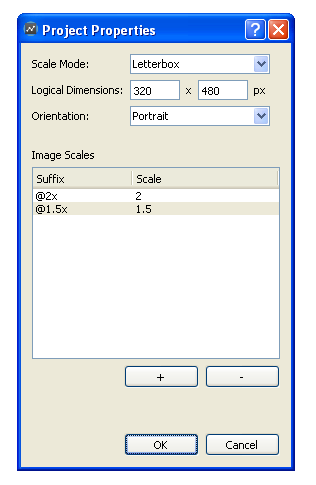 Project Properties
?
X
Scale Mode: Letterbox
Logical Dimensions: 320 x 480 px
Orientation: Portrait
Image Scales
Suffix Scale
@2x 2
@1.5x 1.5
+ -
OK Cancel